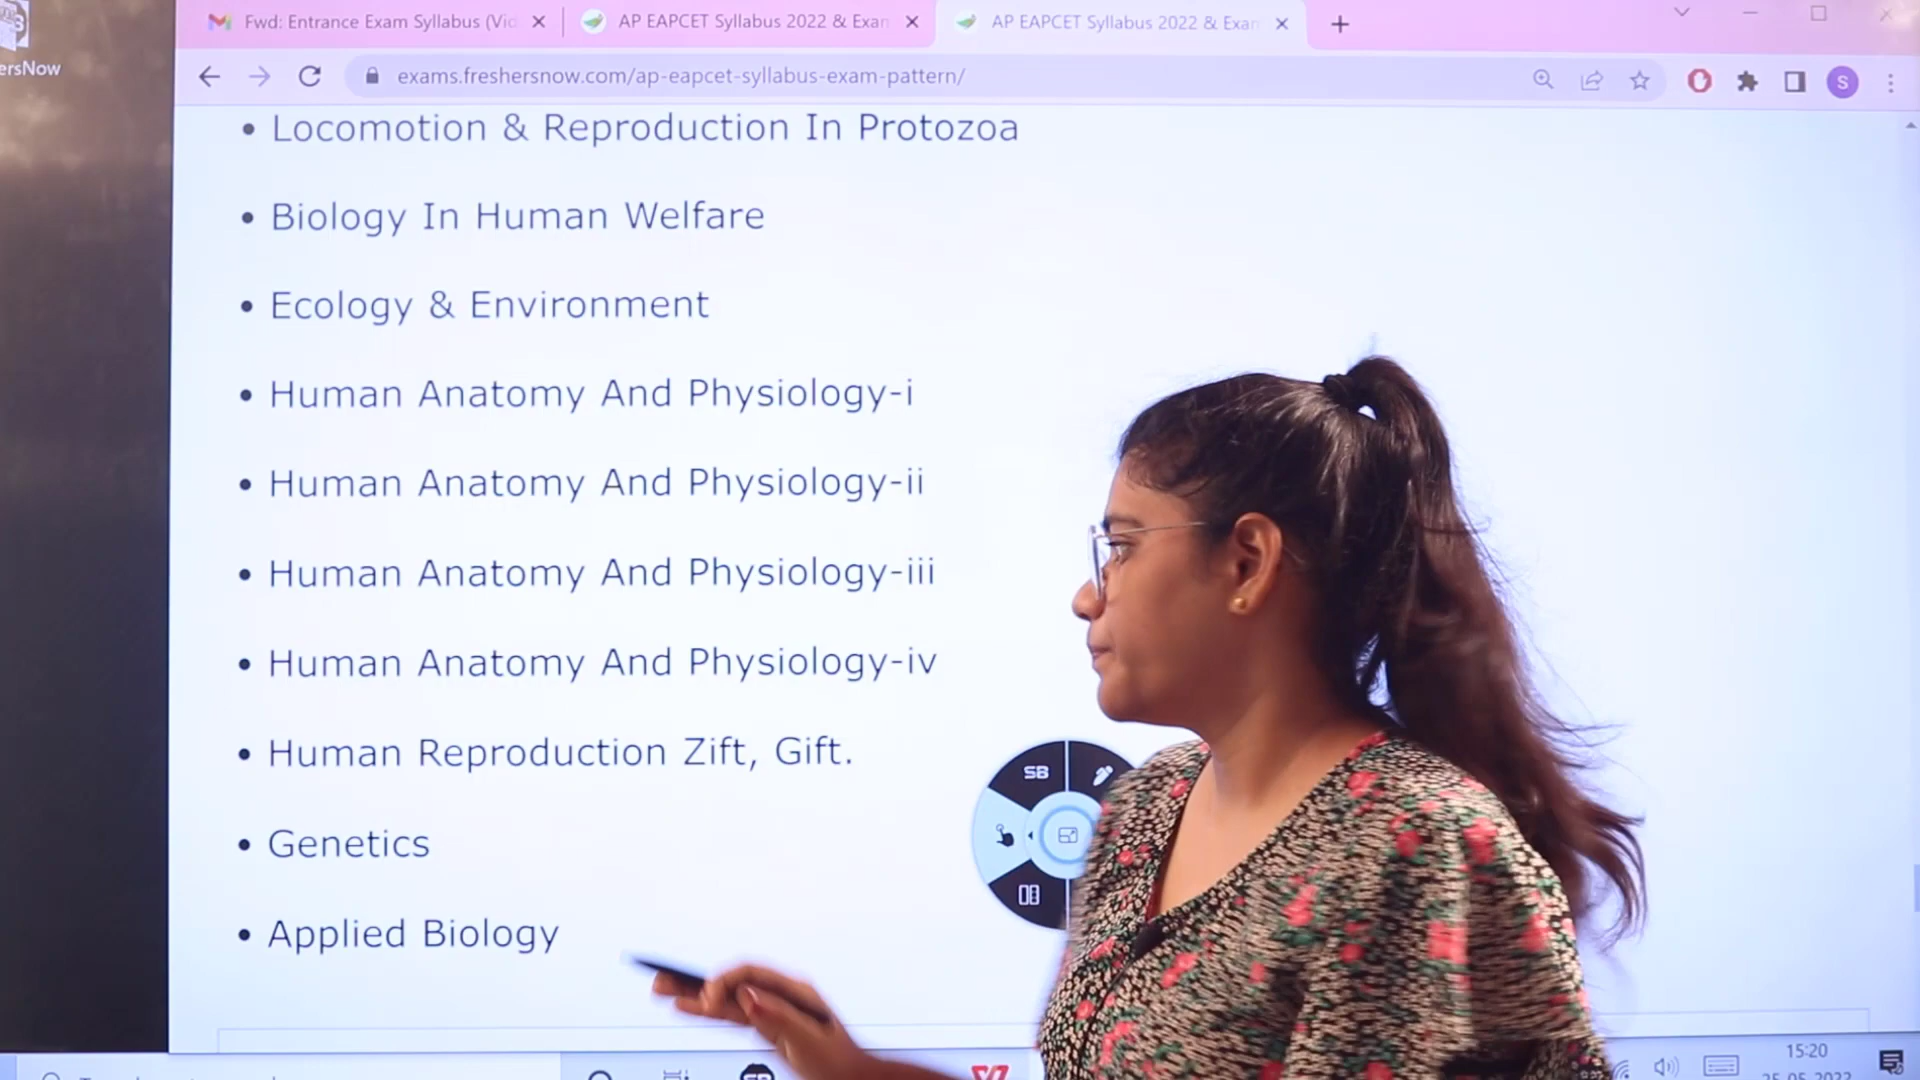 ersNow
Fwd: Entrance Exam Syllabus (Vid
AP EAPCET Syllabus 2022 & Exan
AP EAPCET Syllabus 2022 & Exan
exams.freshersnow.com/ap-eapcet-syllabus-exam-pattern/
S
• Locomotion & Reproduction In Protozoa
• Biology In Human Welfare
• Ecology & Environment
• Human Anatomy And Physiology-i
• Human Anatomy And Physiology-ii
• Human Anatomy And Physiology-iii
• Human Anatomy And Physiology-iv
• Human Reproduction Zift, Gift.
SB
• Genetics
• Applied Biology
15:20
25-05-2022